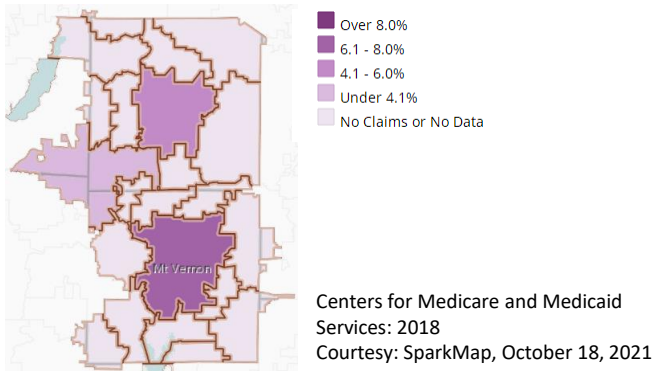 Over 8.0%
6.1 - 8.0%
4.1 - 6.0%
Under 4.1%
No Claims or No Data
Mt Vernon
Centers for Medicare and Medicaid
Services: 2018
Courtesy: SparkMap, October 18, 2021